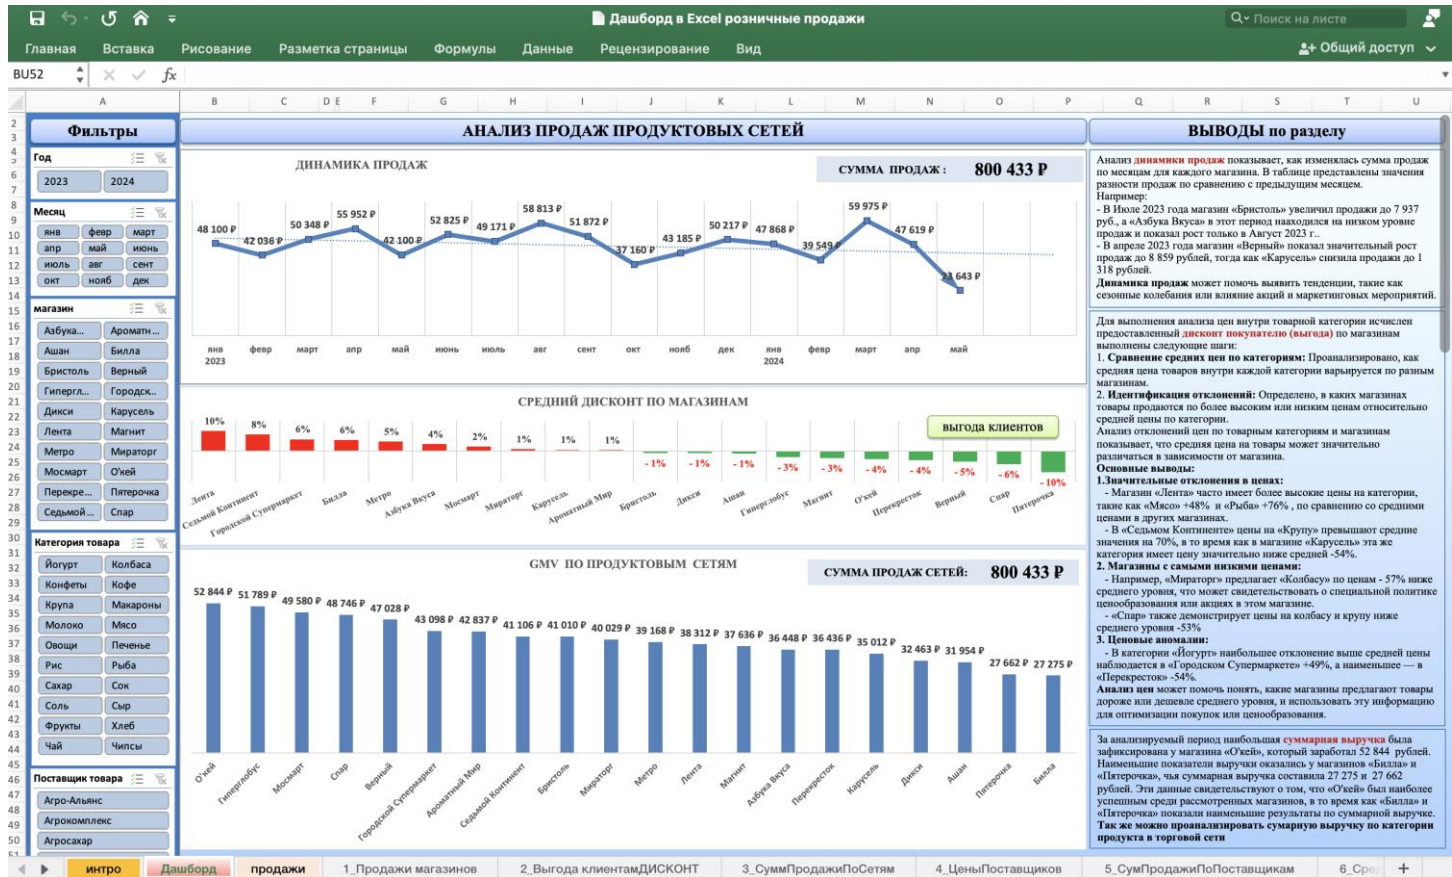 Дашборд в Excel розничные продажи
Поиск на листе
Главная Вставка Рисование Разметка страницы Формулы Данные Рецензирование Вид
Общий доступ
BU52 fx
A B C D E F G H I J K L M N O P Q R S T U
Фильтры
Год
2023 2024
Месяц
янв февр март
апр май июнь
июль авг сент
окт нояб дек
магазин
Азбука... Ароматн...
Ашан Билла
Бристоль Верный
Гипергл... Городск...
Дикси Карусель
Лента Магнит
Метро Мираторг
Мосмарт О'кей
Перекре... Пятерочка
Седьмой... Спар
Категория товара
Йогурт Колбаса
Конфеты Кофе
Крупа Макароны
Молоко Мясо
Овощи Печенье
Рис Рыба
Сахар Сок
Соль Сыр
Фрукты Хлеб
Чай Чипсы
Поставщик товара
Агро-Альянс
Агрокомплекс
Агросахар
АНАЛИЗ ПРОДАЖ ПРОДУКТОВЫХ СЕТЕЙ
ДИНАМИКА ПРОДАЖ
СУММА ПРОДАЖ : 800 433 ₽
48 100 ₽ 42 036 ₽ 50 348 ₽ 55 952 ₽ 42 100 ₽ 52 825 ₽ 49 171 ₽ 58 813 ₽ 51 872 ₽ 37 160 ₽ 43 185 ₽ 50 217 ₽ 47 868 ₽ 39 549 ₽ 59 975 ₽ 47 619 ₽ 23 643 ₽
янв февр март апр май июнь июль авг сент окт нояб дек янв февр март апр май
2023 2024
СРЕДНИЙ ДИСКОНТ ПО МАГАЗИНАМ
выгода клиентов
10% 8% 6% 6% 5% 4% 2% 1% 1% 1% - 1% - 1% - 1% - 3% - 3% - 4% - 4% - 5% - 6% - 10%
Лента Седьмой Континент Городской Супермаркет Билла Метро Азбука Вкуса Мосмарт Мираторг Карусель Ароматный Мир Бристоль Дикси Ашан Гиперглобус Магнит О'кей Перекресток Верный Спар Пятерочка
GMV ПО ПРОДУКТОВЫМ СЕТЯМ
СУММА ПРОДАЖ СЕТЕЙ: 800 433 ₽
52 844 ₽ 51 789 ₽ 49 580 ₽ 48 746 ₽ 47 028 ₽ 43 098 ₽ 42 837 ₽ 41 106 ₽ 41 010 ₽ 40 029 ₽ 39 168 ₽ 38 312 ₽ 37 636 ₽ 36 448 ₽ 36 436 ₽ 35 012 ₽ 32 463 ₽ 31 954 ₽ 27 662 ₽ 27 275 ₽
О'кей Гиперглобус Мосмарт Спар Верный Городской Супермаркет Ароматный Мир Седьмой Континент Бристоль Мираторг Метро Лента Магнит Азбука Вкуса Перекресток Карусель Дикси Ашан Пятерочка Билла
ВЫВОДЫ по разделу
Анализ динамики продаж показывает, как изменялась сумма продаж
по месяцам для каждого магазина. В таблице представлены значения
разности продаж по сравнению с предыдущим месяцем.
Например:
- В Июле 2023 года магазин «Бристоль» увеличил продажи до 7 937
руб., а «Азбука Вкуса» в этот период находился на низком уровне
продаж и показал рост только в Август 2023 г..
- В апреле 2023 года магазин «Верный» показал значительный рост
продаж до 8 859 рублей, тогда как «Карусель» снизила продажи до 1
318 рублей.
Динамика продаж может помочь выявить тенденции, такие как
сезонные колебания или влияние акций и маркетинговых мероприятий.
Для выполнения анализа цен внутри товарной категории исчислен
предоставленный дисконт покупателю (выгода) по магазинам
выполнены следующие шаги:
1. Сравнение средних цен по категориям: Проанализировано, как
средняя цена товаров внутри каждой категории варьируется по разным
магазинам.
2. Идентификация отклонений: Определено, в каких магазинах
товары продаются по более высоким или низким ценам относительно
средней цены по категории.
Анализ отклонений цен по товарным категориям и магазинам
показывает, что средняя цена на товары может значительно
различаться в зависимости от магазина.
Основные выводы:
1.Значительные отклонения в ценах:
- Магазин «Лента» часто имеет более высокие цены на категории,
такие как «Мясо» +48% и «Рыба» +76% , по сравнению со средними
ценами в других магазинах.
- В «Седьмом Континенте» цены на «Крупу» превышают средние
значения на 70%, в то время как в магазине «Карусель» эта же
категория имеет цену значительно ниже средней -54%.
2. Магазины с самыми низкими ценами:
- Например, «Мираторг» предлагает «Колбасу» по ценам - 57% ниже
среднего уровня, что может свидетельствовать о специальной политике
ценообразования или акциях в этом магазине.
- «Спар» также демонстрирует цены на колбасу и крупу ниже
среднего уровня -53%
3. Ценовые аномалии:
- В категории «Йогурт» наибольшее отклонение выше средней цены
наблюдается в «Городском Супермаркете» +49%, а наименьшее — в
«Перекресток» -54%.
Анализ цен может помочь понять, какие магазины предлагают товары
дороже или дешевле среднего уровня, и использовать эту информацию
для оптимизации покупок или ценообразования.
За анализируемый период наибольшая суммарная выручка была
зафиксирована у магазина «О'кей», который заработал 52 844 рублей.
Наименьшие показатели выручки оказались у магазинов «Билла» и
«Пятерочка», чья суммарная выручка составила 27 275 и 27 662
рублей. Эти данные свидетельствуют о том, что «О'кей» был наиболее
успешным среди рассмотренных магазинов, в то время как «Билла» и
«Пятерочка» показали наименьшие результаты по суммарной выручке.
Так же можно проанализировать сумарную выручку по категории
продукта в торговой сети
интро Дашборд продажи 1_Продажи магазинов 2_Выгода клиентамДИСКОНТ 3_СуммПродажиПоСетям 4_ЦеныПоставщиков 5_СумПродажиПоПоставщикам 6_Сре